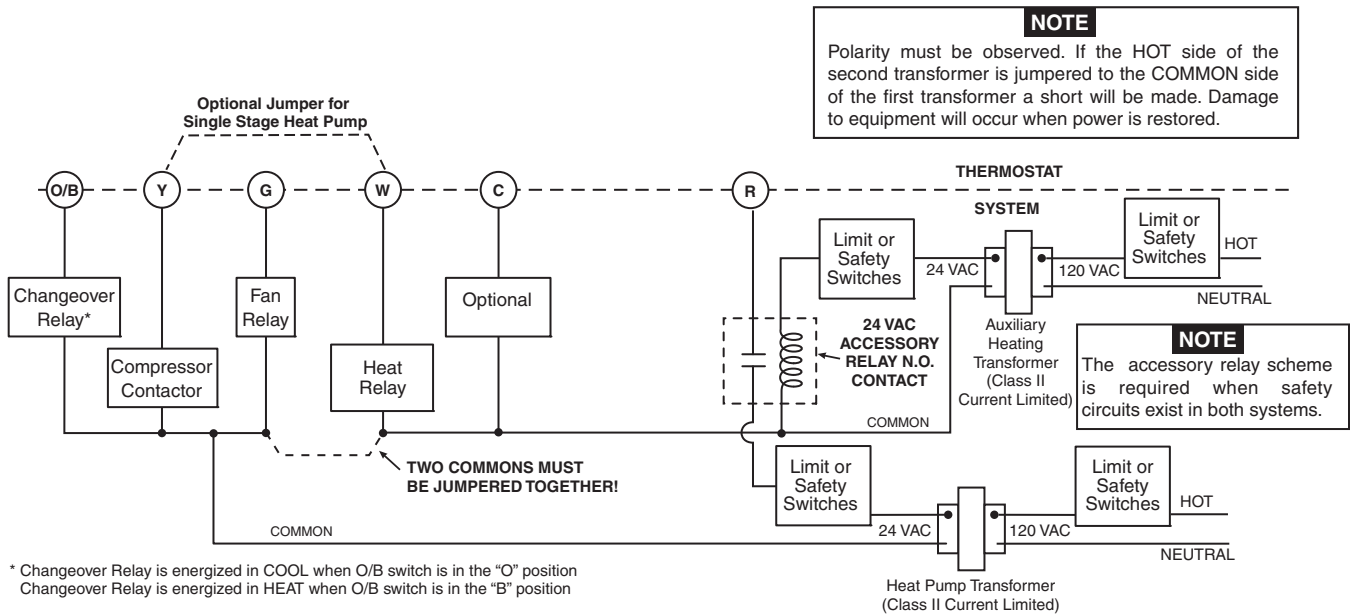 NOTE
Polarity must be observed. If the HOT side of the
second transformer is jumpered to the COMMON side
of the first transformer a short will be made. Damage
to equipment will occur when power is restored.
Optional Jumper for
Single Stage Heat Pump
O/B
Y
G
W
C
R
THERMOSTAT
SYSTEM
Changeover
Relay*
Compressor
Contactor
Fan
Relay
Heat
Relay
Optional
24 VAC
ACCESSORY
RELAY N.O.
CONTACT
Limit or
Safety
Switches
24 VAC
120 VAC
Limit or
Safety
Switches
HOT
NEUTRAL
Auxiliary
Heating
Transformer
(Class II
Current Limited)
NOTE
The accessory relay scheme
is required when safety
circuits exist in both systems.
COMMON
TWO COMMONS MUST
BE JUMPERED TOGETHER!
Limit or
Safety
Switches
24 VAC
120 VAC
Limit or
Safety
Switches
HOT
NEUTRAL
COMMON
Heat Pump Transformer
(Class II Current Limited)
* Changeover Relay is energized in COOL when O/B switch is in the “O” position
Changeover Relay is energized in HEAT when O/B switch is in the “B” position